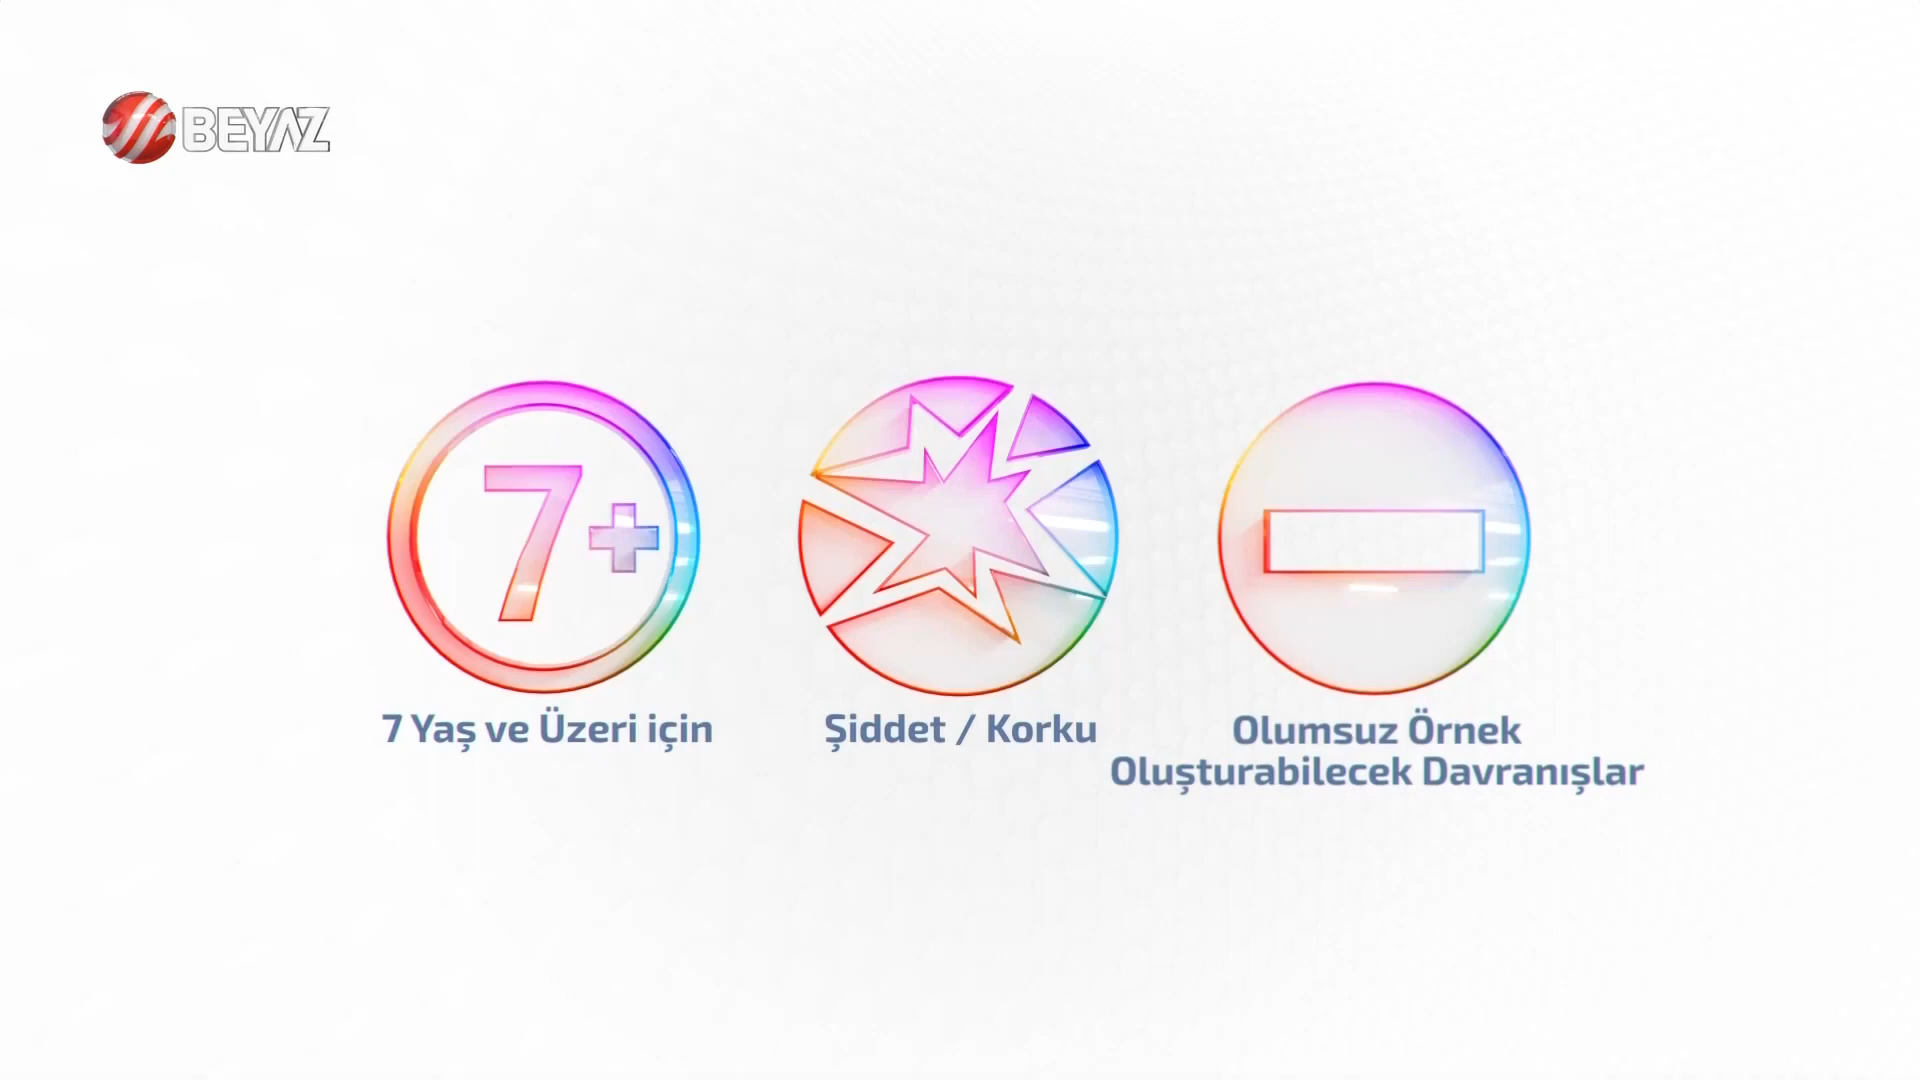 BEYAZ
7+
7 Yaş ve Üzeri için
Şiddet / Korku
Olumsuz Örnek
Oluşturabilecek Davranışlar